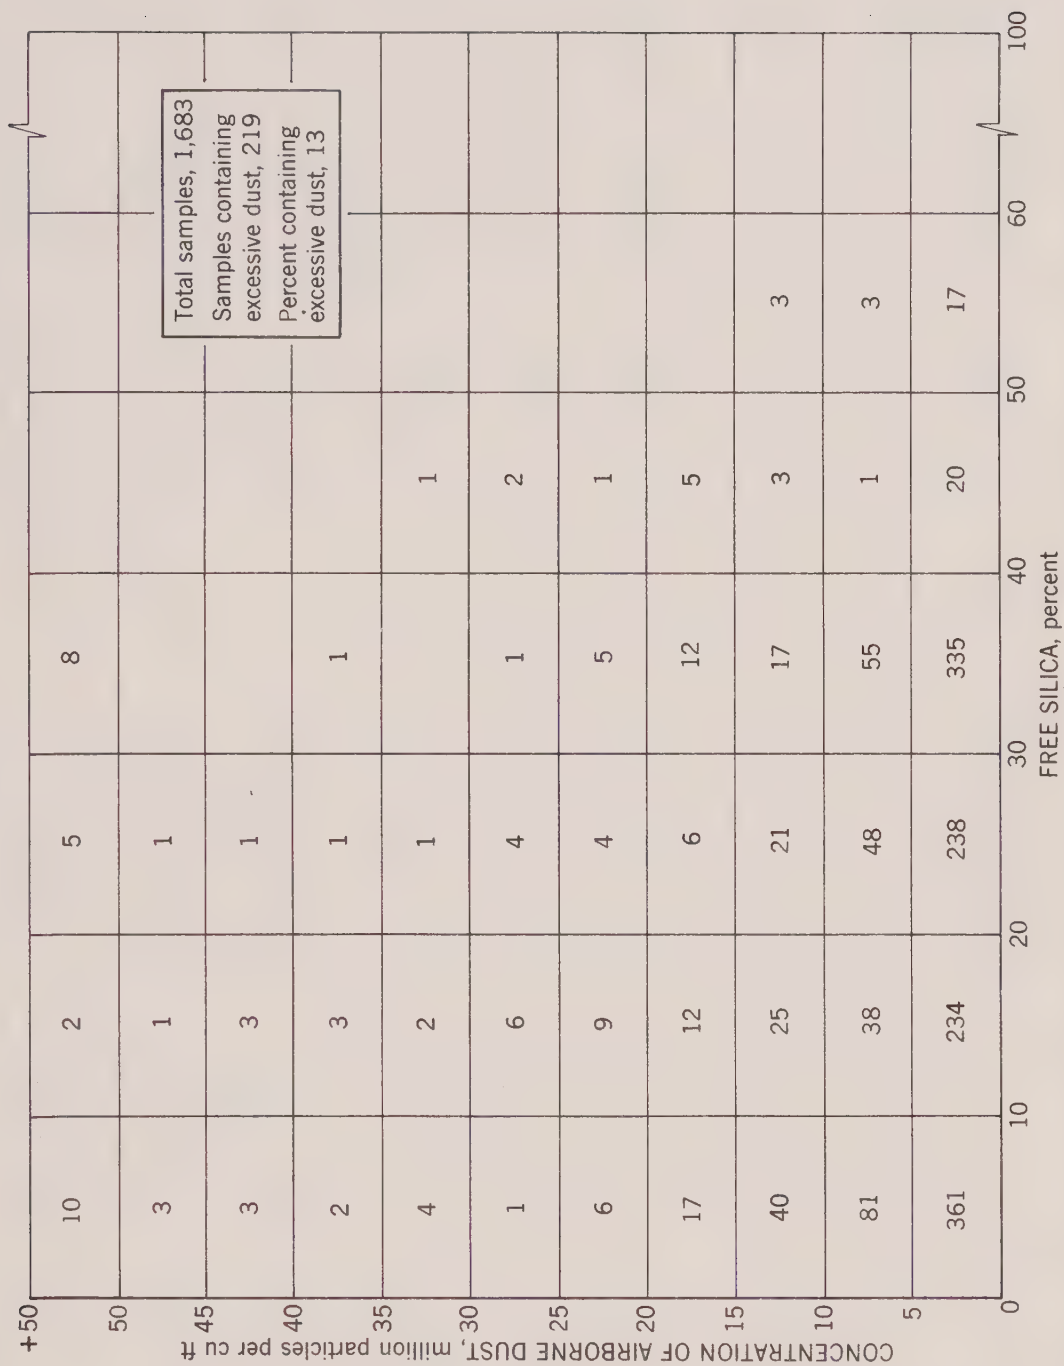 CONCENTRATION OF AIRBORNE DUST, million particles per cu ft
+50
10 2 5 8
50
3 1 1
45
3 3 1
40
2 3 1 1
35
4 2 1 1
30
1 6 4 1 2
25
6 9 4 5 1
20
17 12 6 12 5
15
40 25 21 17 3 3
10
81 38 48 55 1 3
5
361 234 238 335 20 17
0 10 20 30 40 50 60 100
FREE SILICA, percent
Total samples, 1,683
Samples containing
excessive dust, 219
Percent containing
excessive dust, 13